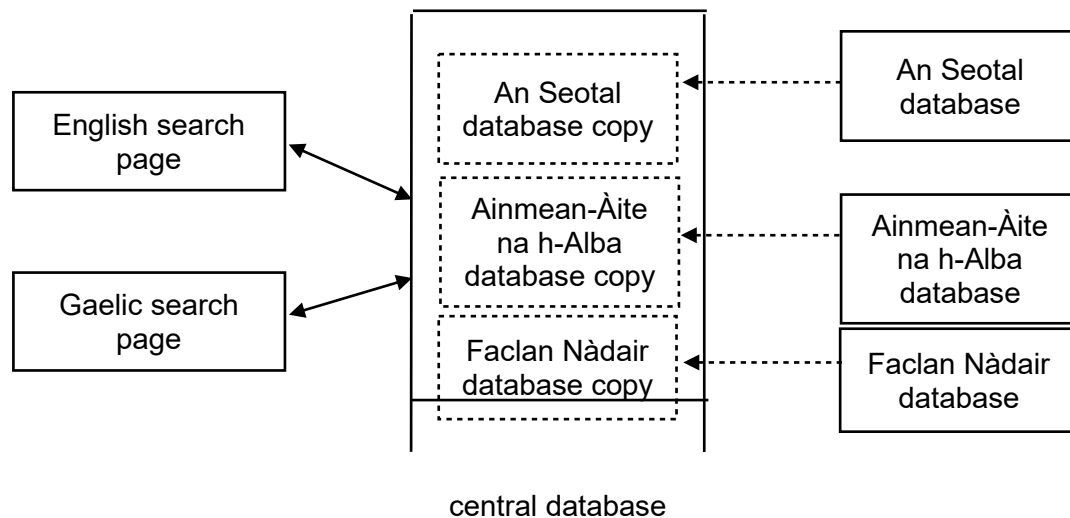 English search
page
Gaelic search
page
An Seotal
database copy
Ainmean-Àite
na h-Alba
database copy
Faclan Nàdair
database copy
An Seotal
database
Ainmean-Àite
na h-Alba
database
Faclan Nàdair
database
central database